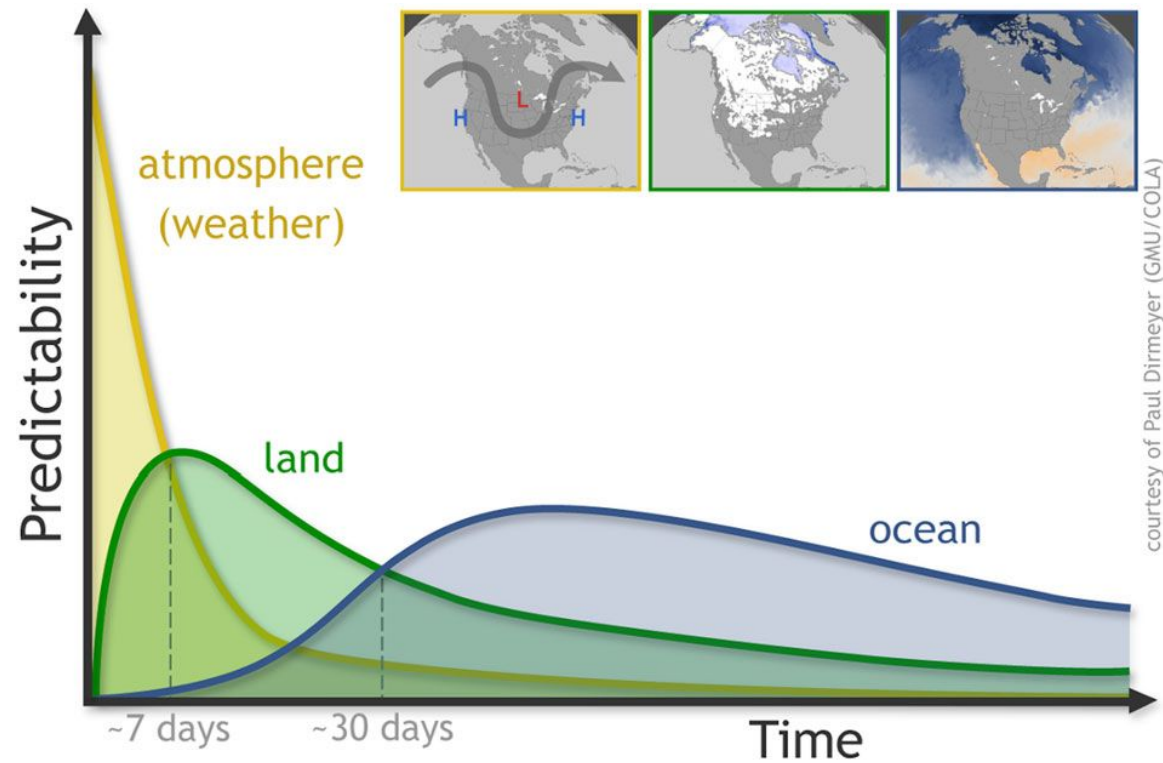 L
H
H
atmosphere
(weather)
land
ocean
Predictability
~7 days
~30 days
Time
courtesy of Paul Dirmeyer (GMU/COLA)